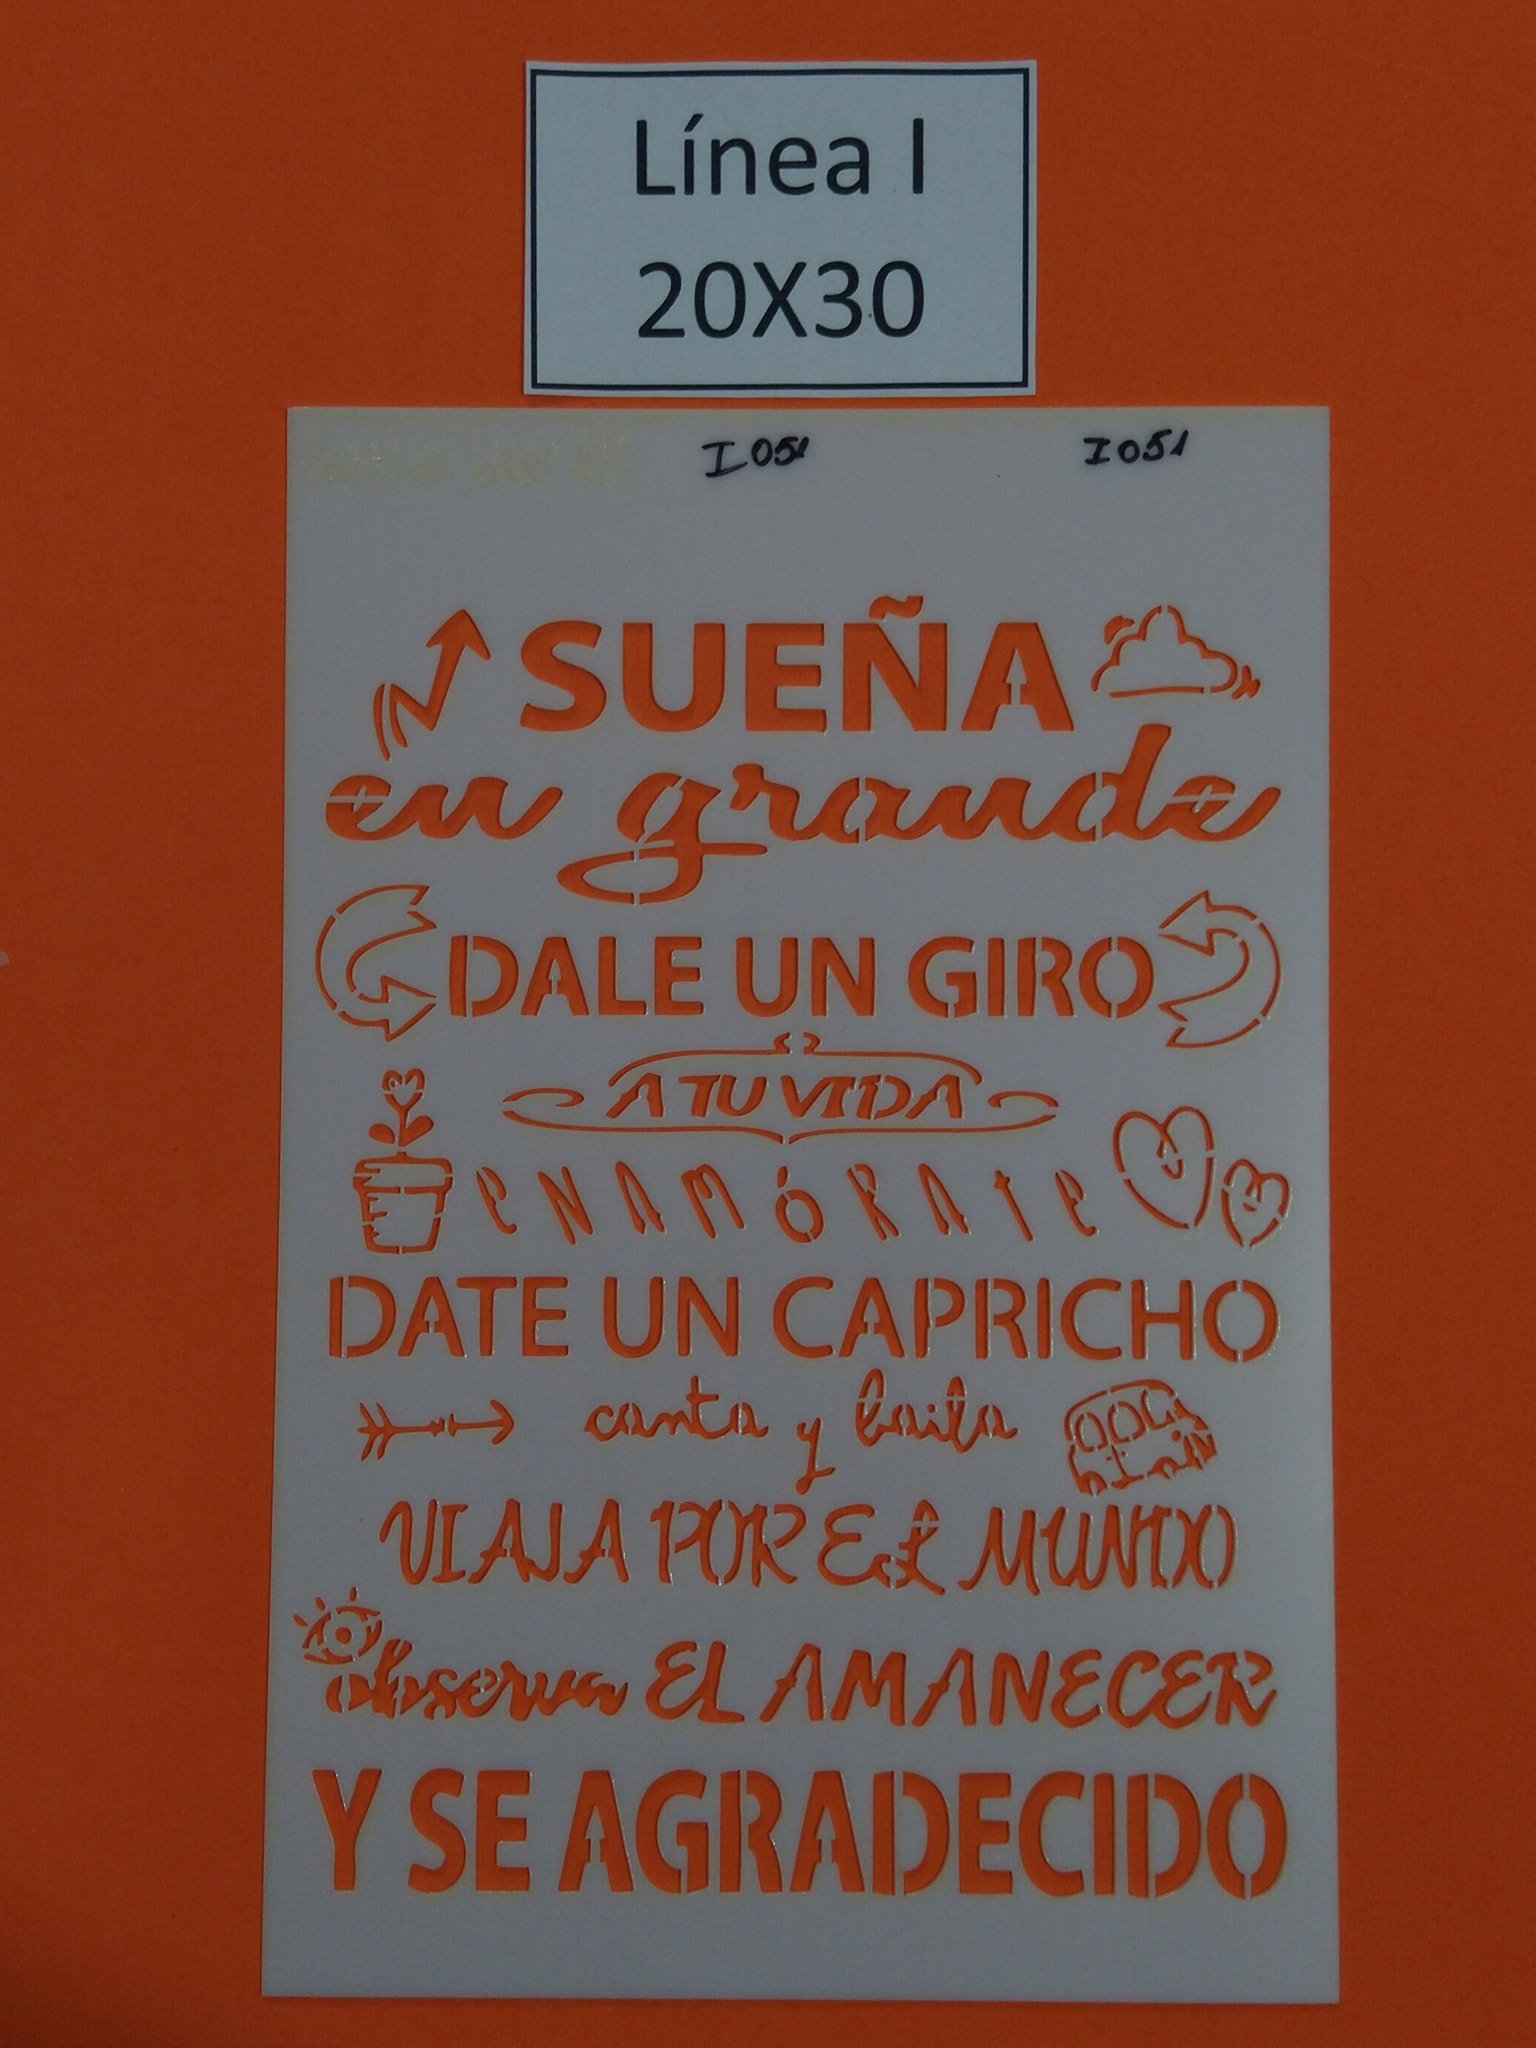 Línea I
20X30
I051 I051
SUEÑA
en grande
DALE UN GIRO
A TU VIDA
eNAMÓRAte
DATE UN CAPRICHO
canta y baila
VIAJA POR EL MUNDO
observa EL AMANECER
Y SE AGRADECIDO